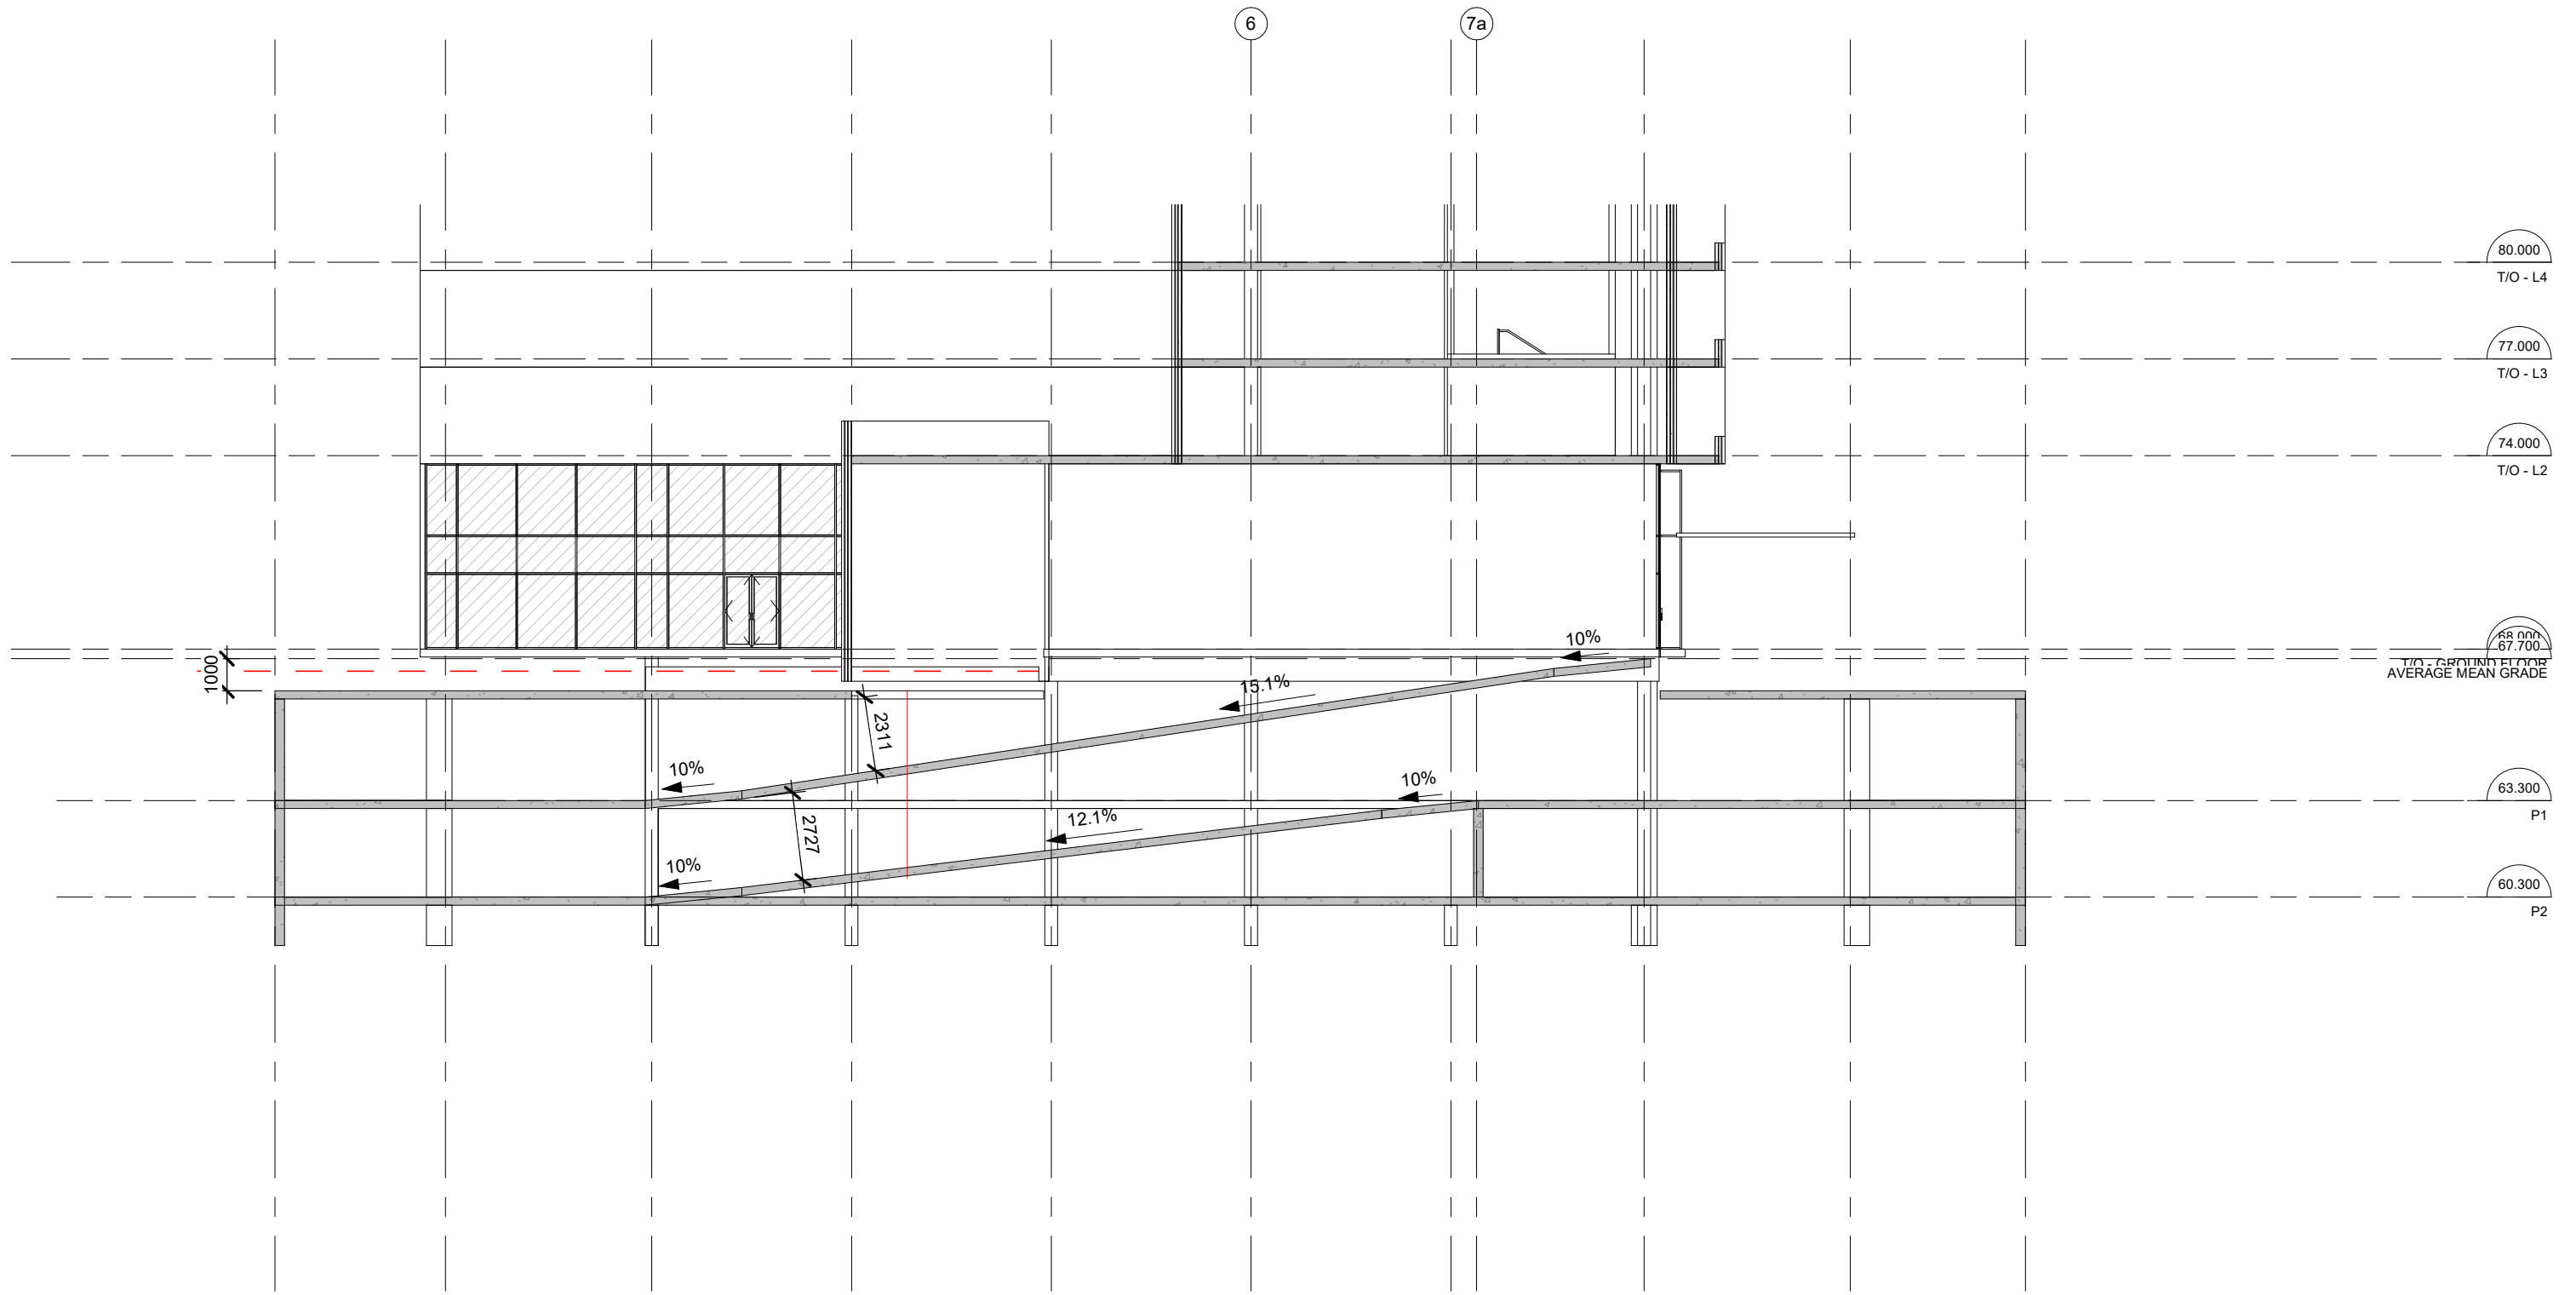 6
7a
80.000
T/O - L4
77.000
T/O - L3
74.000
T/O - L2
68.000
67.700
T/O - GROUND FLOOR
AVERAGE MEAN GRADE
1000
10%
15.1%
2311
10%
10%
63.300
P1
2727
12.1%
10%
60.300
P2